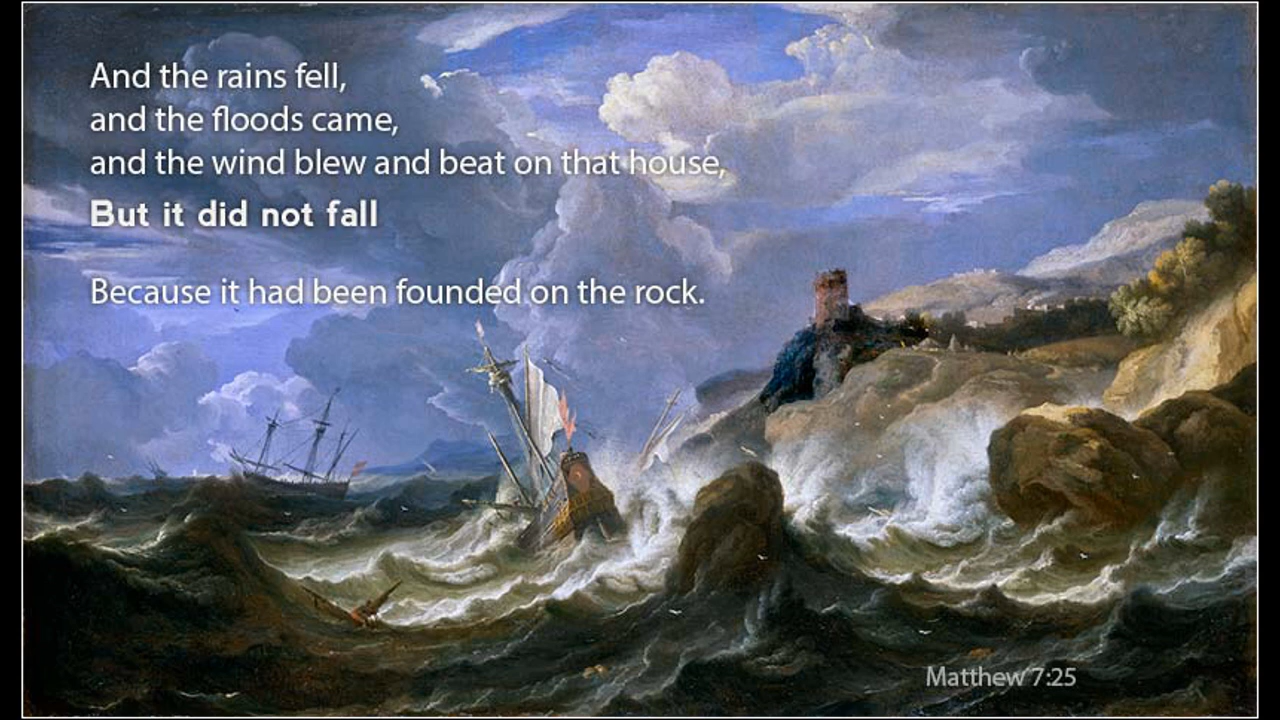 And the rains fell,
and the floods came,
and the wind blew and beat on that house,
But it did not fall
Because it had been founded on the rock.
Matthew 7:25